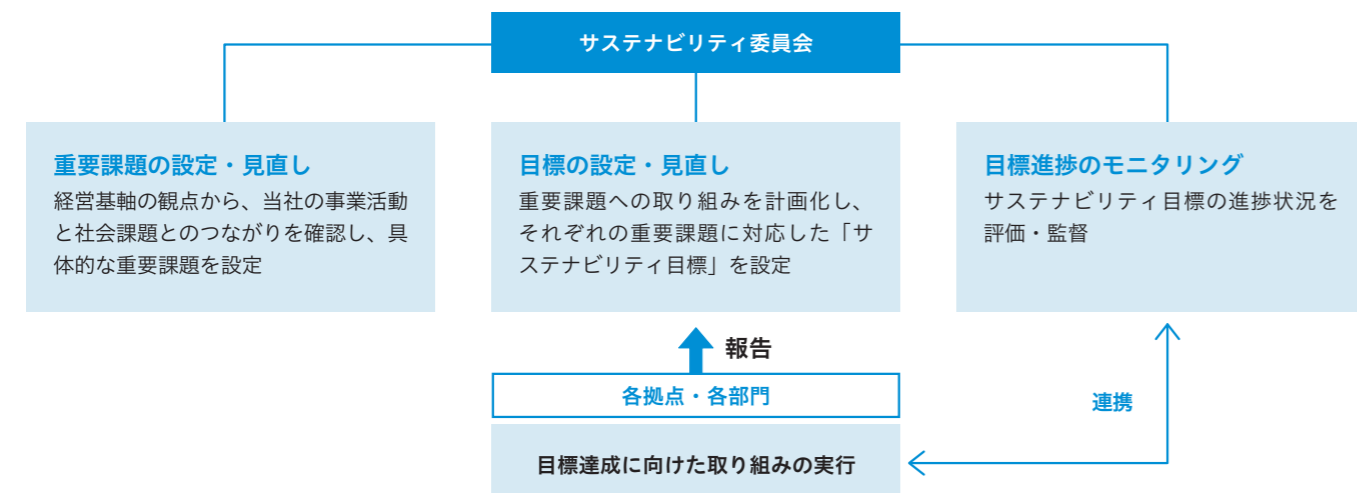 サステナビリティ委員会
重要課題の設定・見直し
経営基軸の観点から、当社の事業活動
と社会課題とのつながりを確認し、具
体的な重要課題を設定
目標の設定・見直し
重要課題への取り組みを計画化し、
それぞれの重要課題に対応した「サ
ステナビリティ目標」を設定
目標進捗のモニタリング
サステナビリティ目標の進捗状況を
評価・監督
報告
各拠点・各部門
連携
目標達成に向けた取り組みの実行